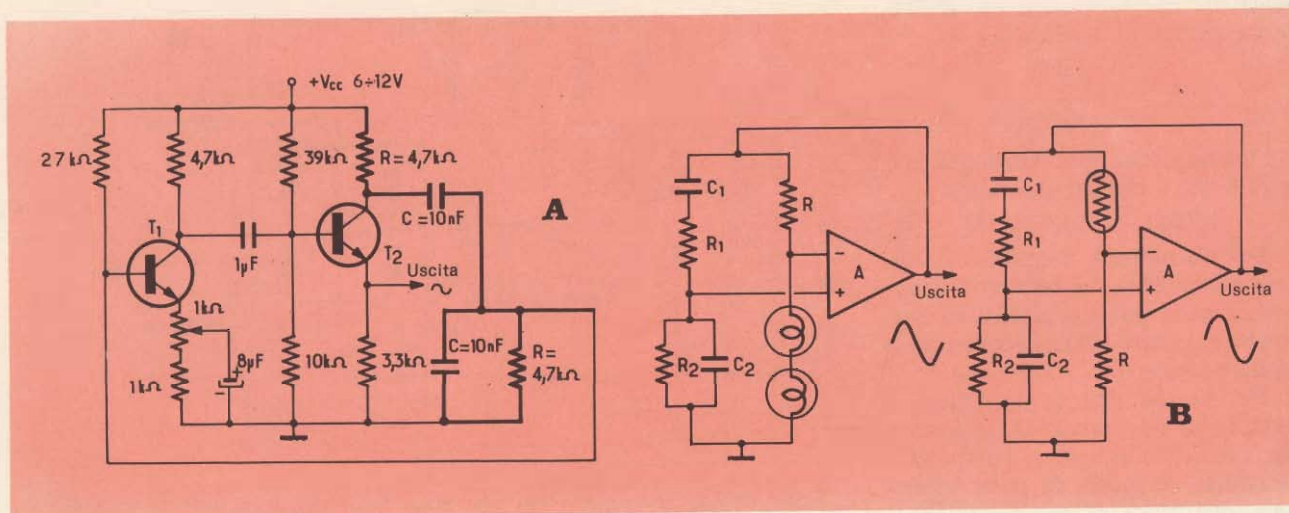 +Vcc 6÷12V
27kΩ
4,7kΩ
39kΩ
R= 4,7kΩ
C =10nF
A
T1
1µF
T2
Uscita
1kΩ
8µF
+
-
1kΩ
10kΩ
3,3kΩ
C=10nF
R=
4,7kΩ
C1
R
R1
-
A
+
Uscita
R2
C2
C1
R1
-
A
+
Uscita
R2
C2
R
B